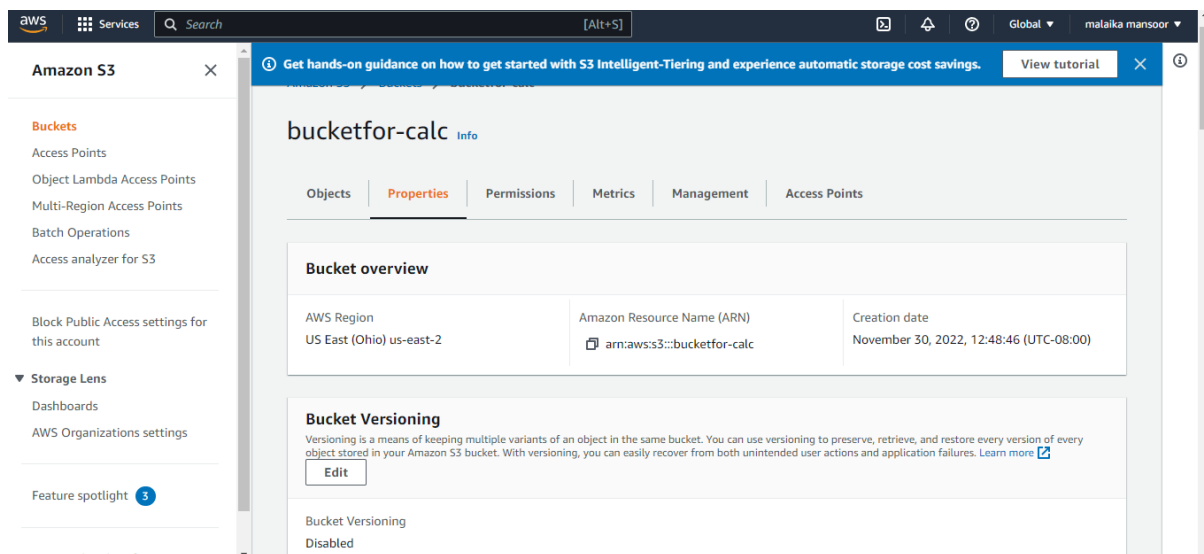 aws
Services
Search
[Alt+S]
Global
malaika mansoor
Amazon S3
Buckets
Access Points
Object Lambda Access Points
Multi-Region Access Points
Batch Operations
Access analyzer for S3
Block Public Access settings for
this account
Storage Lens
Dashboards
AWS Organizations settings
Feature spotlight 3
Get hands-on guidance on how to get started with S3 Intelligent-Tiering and experience automatic storage cost savings.
View tutorial
Amazon S3 > Buckets > bucketfor-calc
bucketfor-calc Info
Objects
Properties
Permissions
Metrics
Management
Access Points
Bucket overview
AWS Region
US East (Ohio) us-east-2
Amazon Resource Name (ARN)
arn:aws:s3:::bucketfor-calc
Creation date
November 30, 2022, 12:48:46 (UTC-08:00)
Bucket Versioning
Versioning is a means of keeping multiple variants of an object in the same bucket. You can use versioning to preserve, retrieve, and restore every version of every
object stored in your Amazon S3 bucket. With versioning, you can easily recover from both unintended user actions and application failures. Learn more
Edit
Bucket Versioning
Disabled